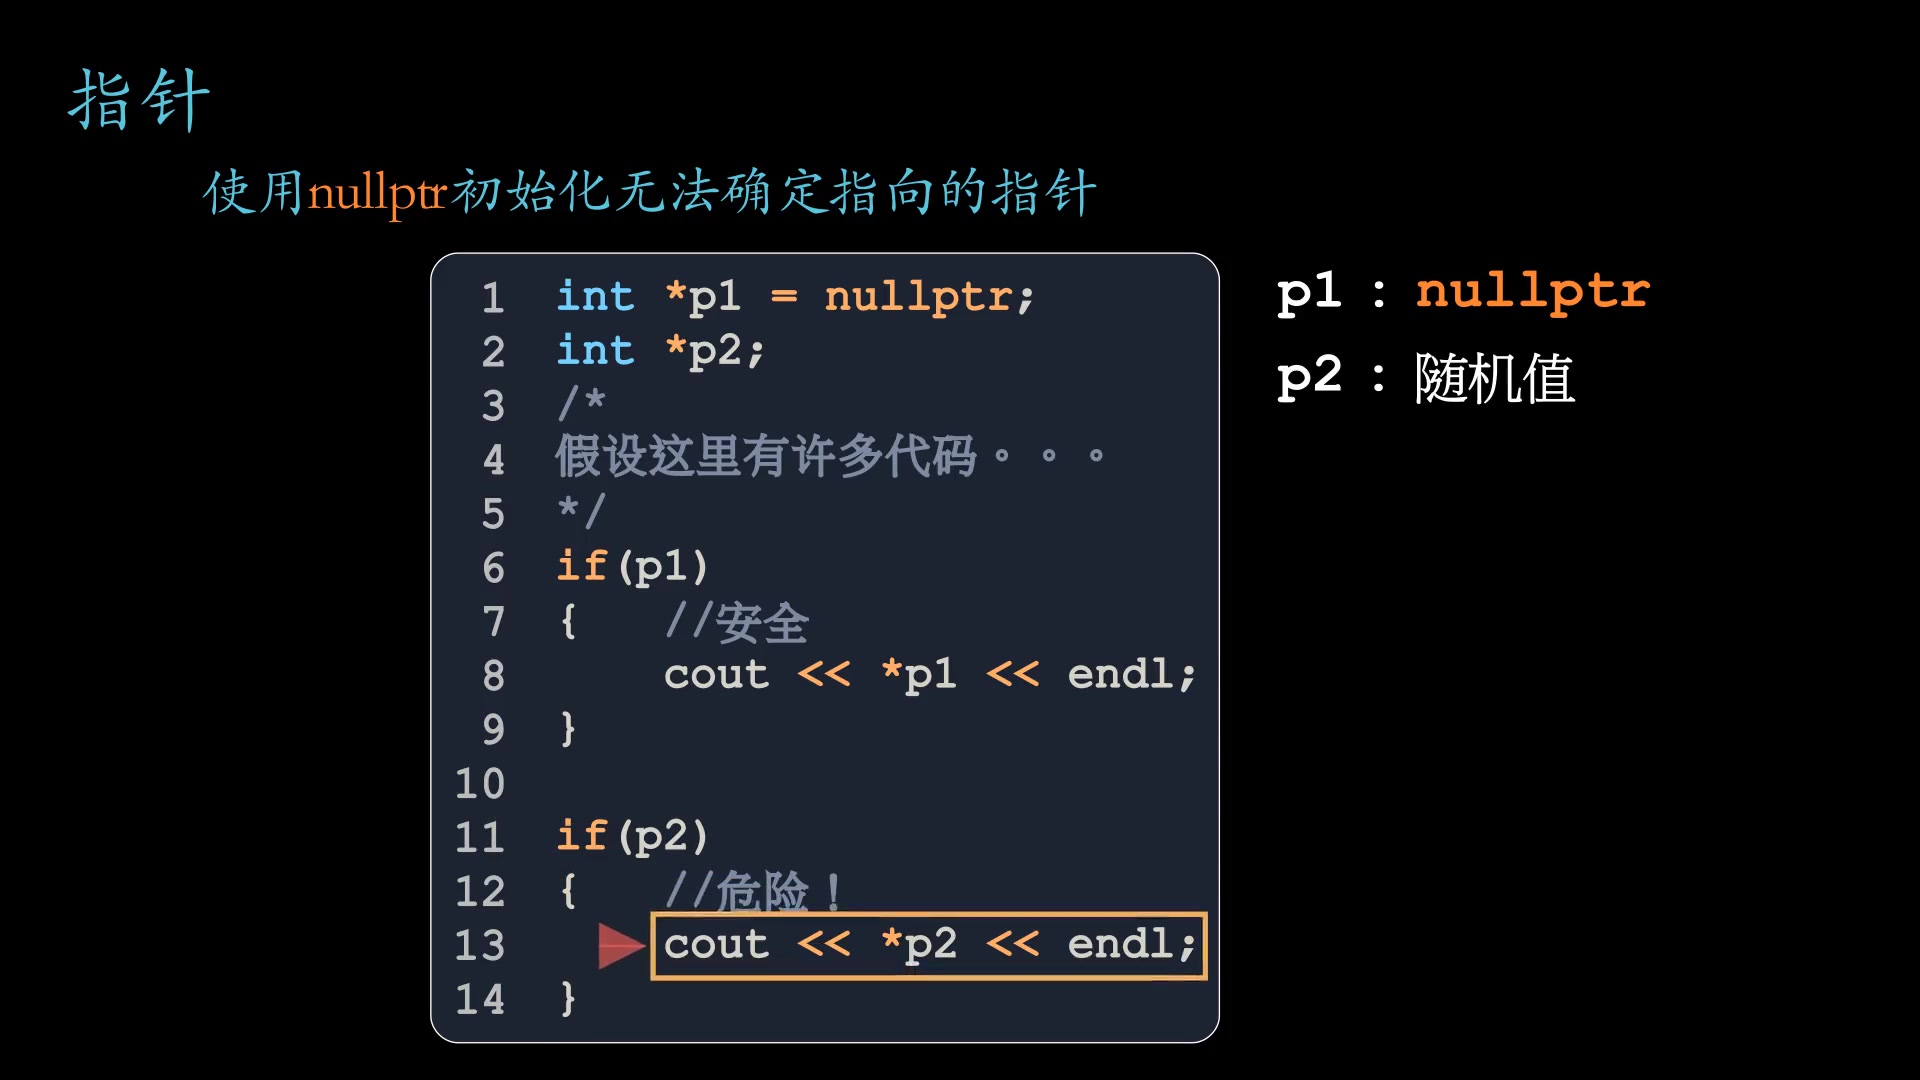 指针
使用nullptr初始化无法确定指向的指针
1 int *p1 = nullptr;
2 int *p2;
3 /*
4 假设这里有许多代码。。。
5 */
6 if(p1)
7 { //安全
8 cout << *p1 << endl;
9 }
10
11 if(p2)
12 { //危险！
13 cout << *p2 << endl;
14 }
p1 : nullptr
p2 : 随机值